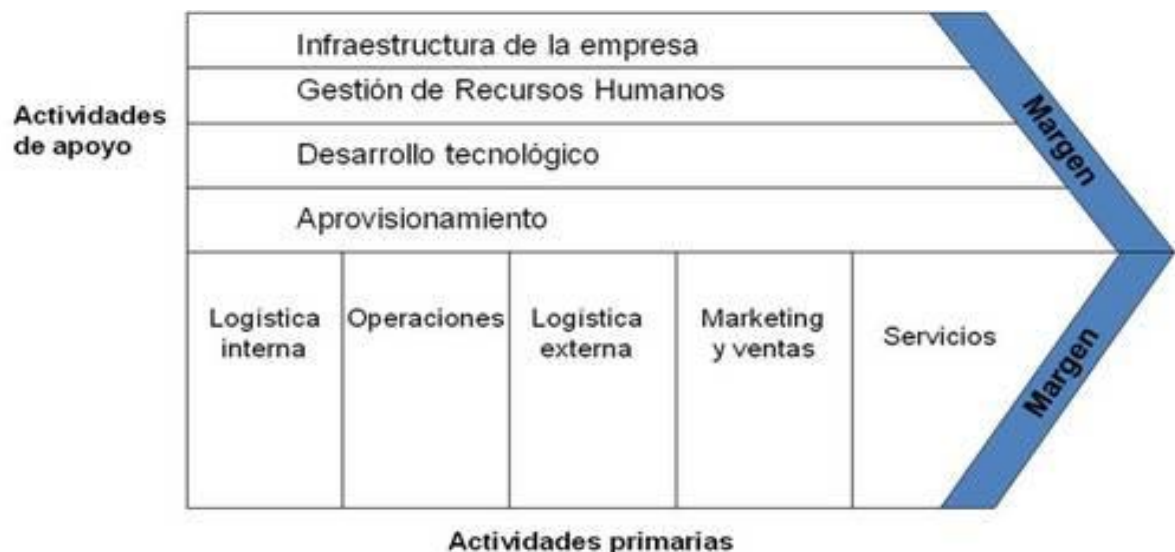 Infraestructura de la empresa
Gestión de Recursos Humanos
Actividades
de apoyo
Desarrollo tecnológico
Aprovisionamiento
Margen
Logística
interna
Operaciones
Logística
externa
Marketing
y ventas
Servicios
Margen
Actividades primarias